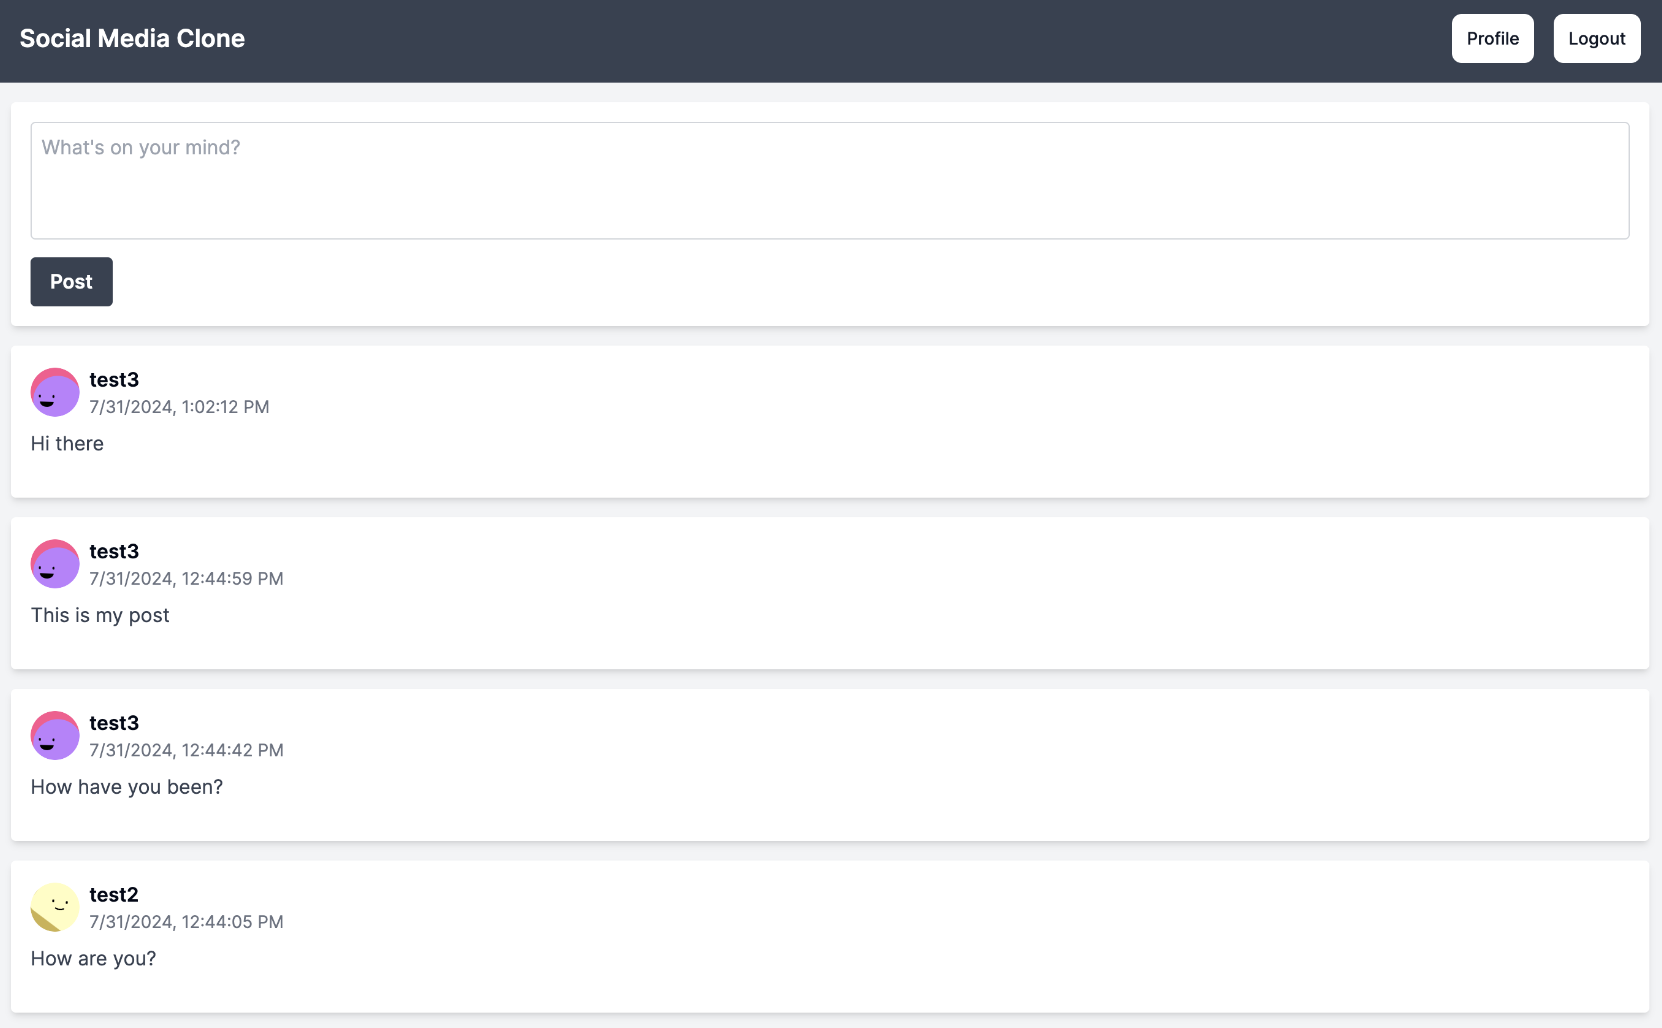 Social Media Clone
Profile
Logout
What's on your mind?
Post
test3
7/31/2024, 1:02:12 PM
Hi there
test3
7/31/2024, 12:44:59 PM
This is my post
test3
7/31/2024, 12:44:42 PM
How have you been?
test2
7/31/2024, 12:44:05 PM
How are you?